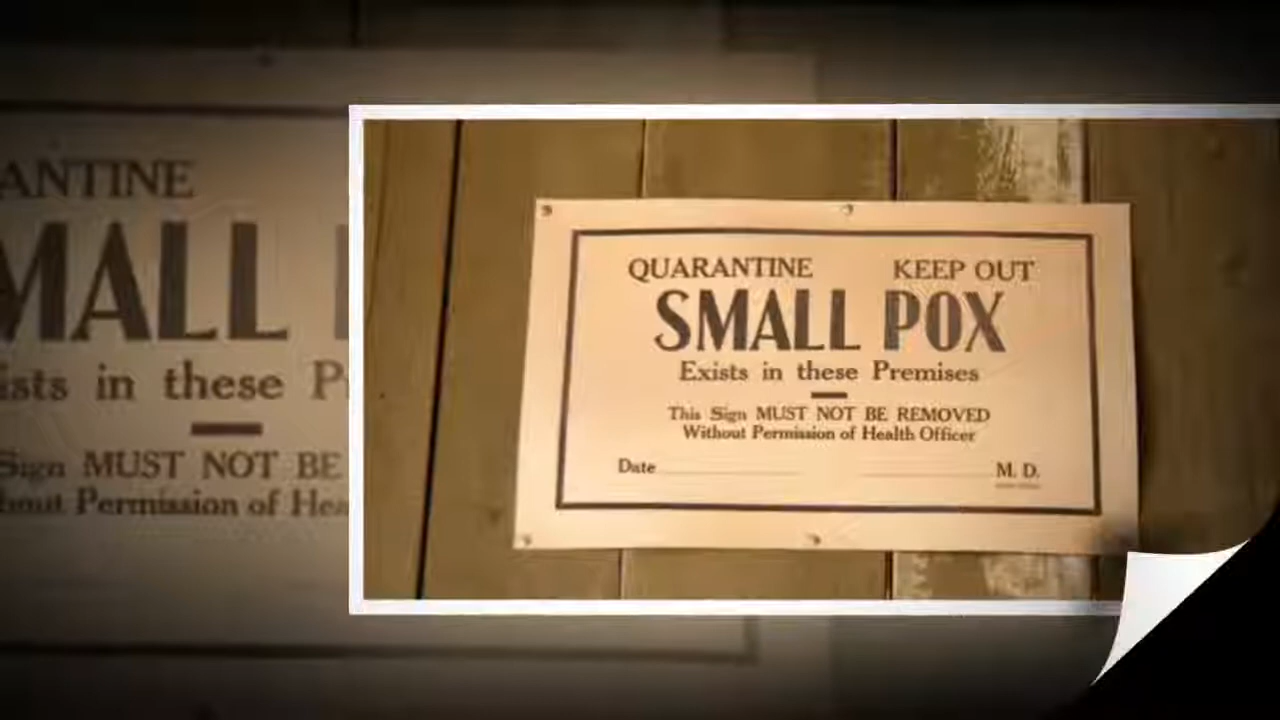 QUARANTINE KEEP OUT
SMALL POX
Exists in these Premises
This Sign MUST NOT BE REMOVED
Without Permission of Health Officer
Date M. D.
ANTINE
MALL
ists in these P
Sign MUST NOT BE
hout Permission of Hea